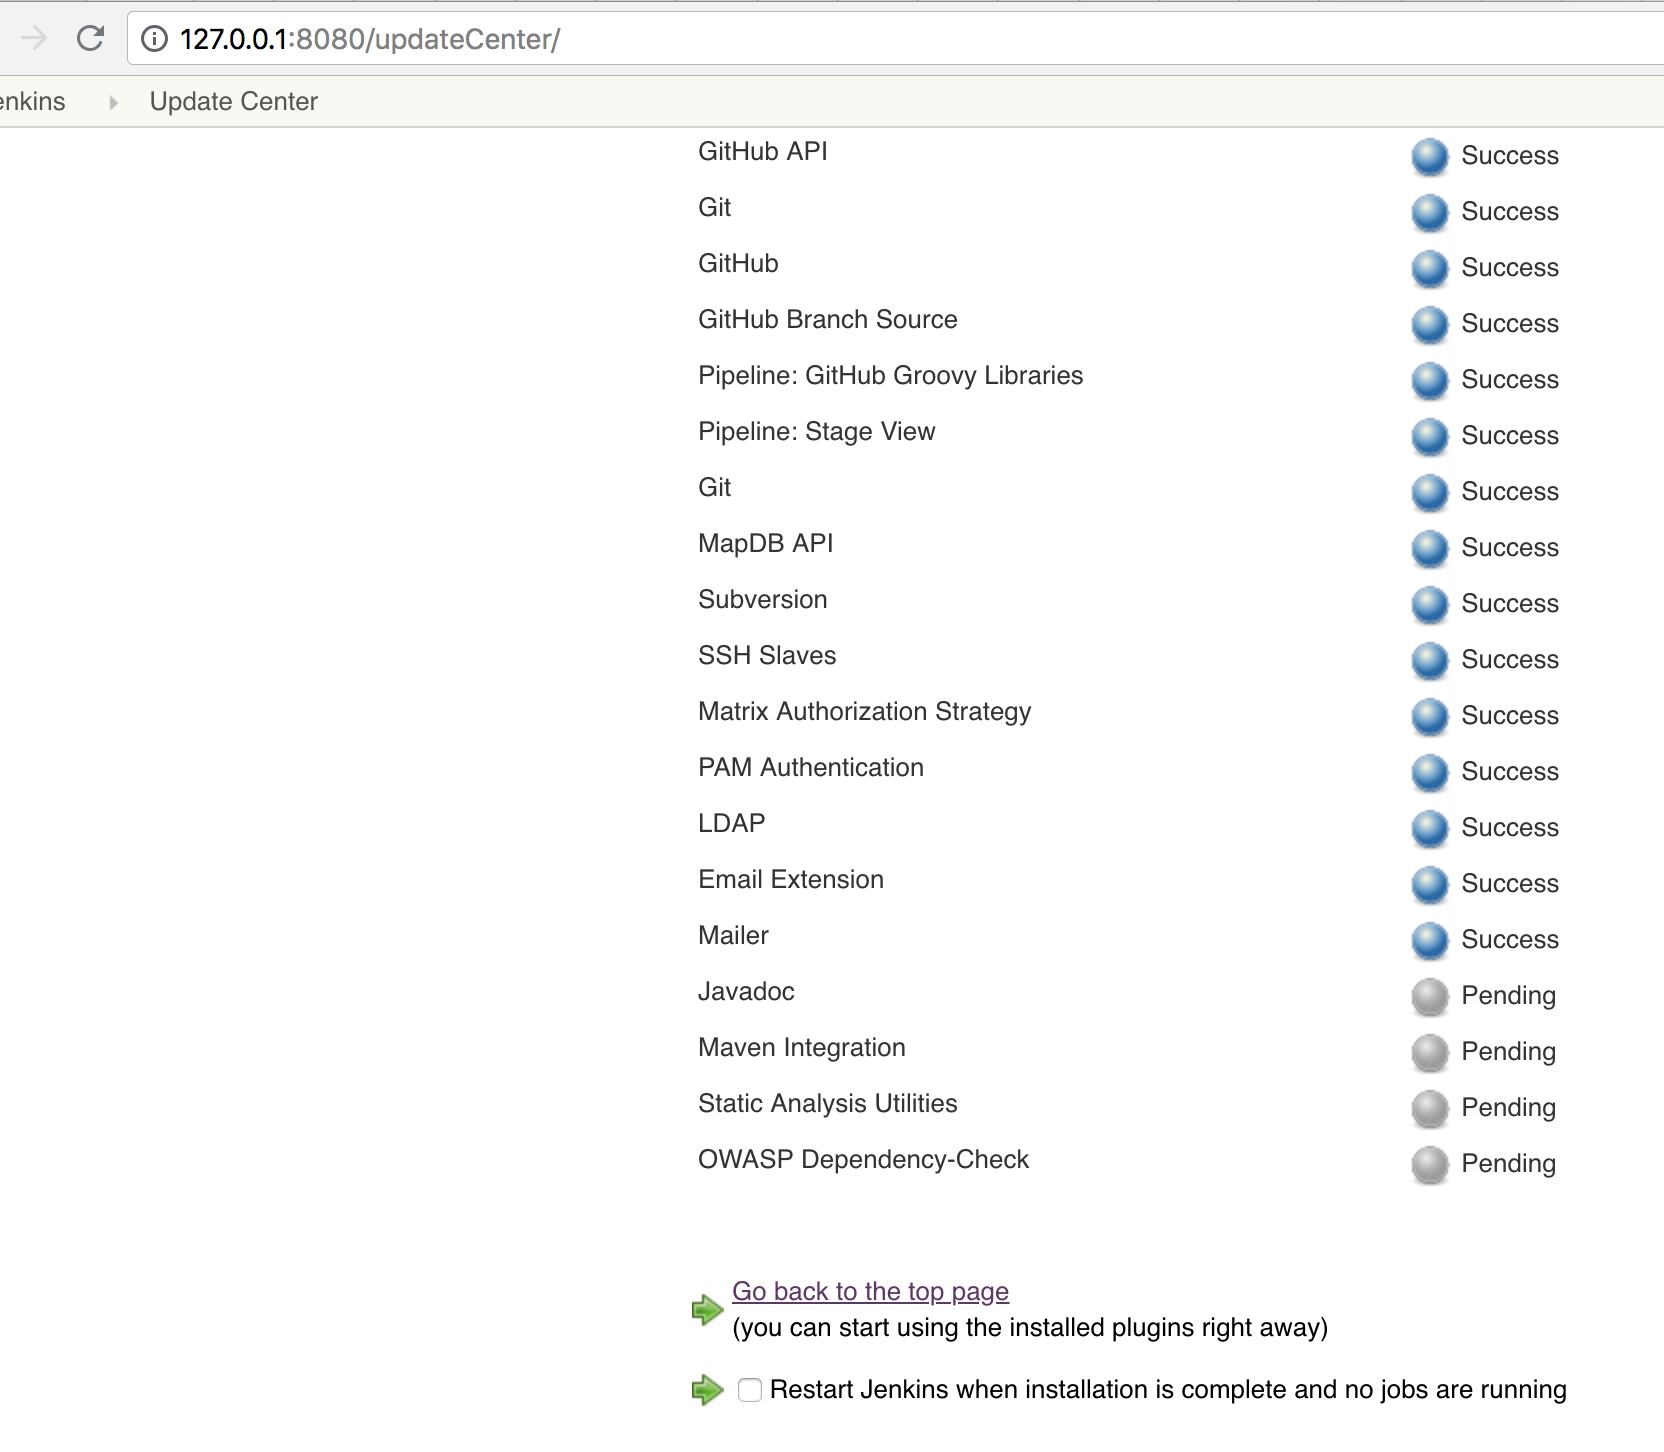 127.0.0.1:8080/updateCenter/
enkins Update Center
GitHub API Success
Git Success
GitHub Success
GitHub Branch Source Success
Pipeline: GitHub Groovy Libraries Success
Pipeline: Stage View Success
Git Success
MapDB API Success
Subversion Success
SSH Slaves Success
Matrix Authorization Strategy Success
PAM Authentication Success
LDAP Success
Email Extension Success
Mailer Success
Javadoc Pending
Maven Integration Pending
Static Analysis Utilities Pending
OWASP Dependency-Check Pending
Go back to the top page
(you can start using the installed plugins right away)
Restart Jenkins when installation is complete and no jobs are running